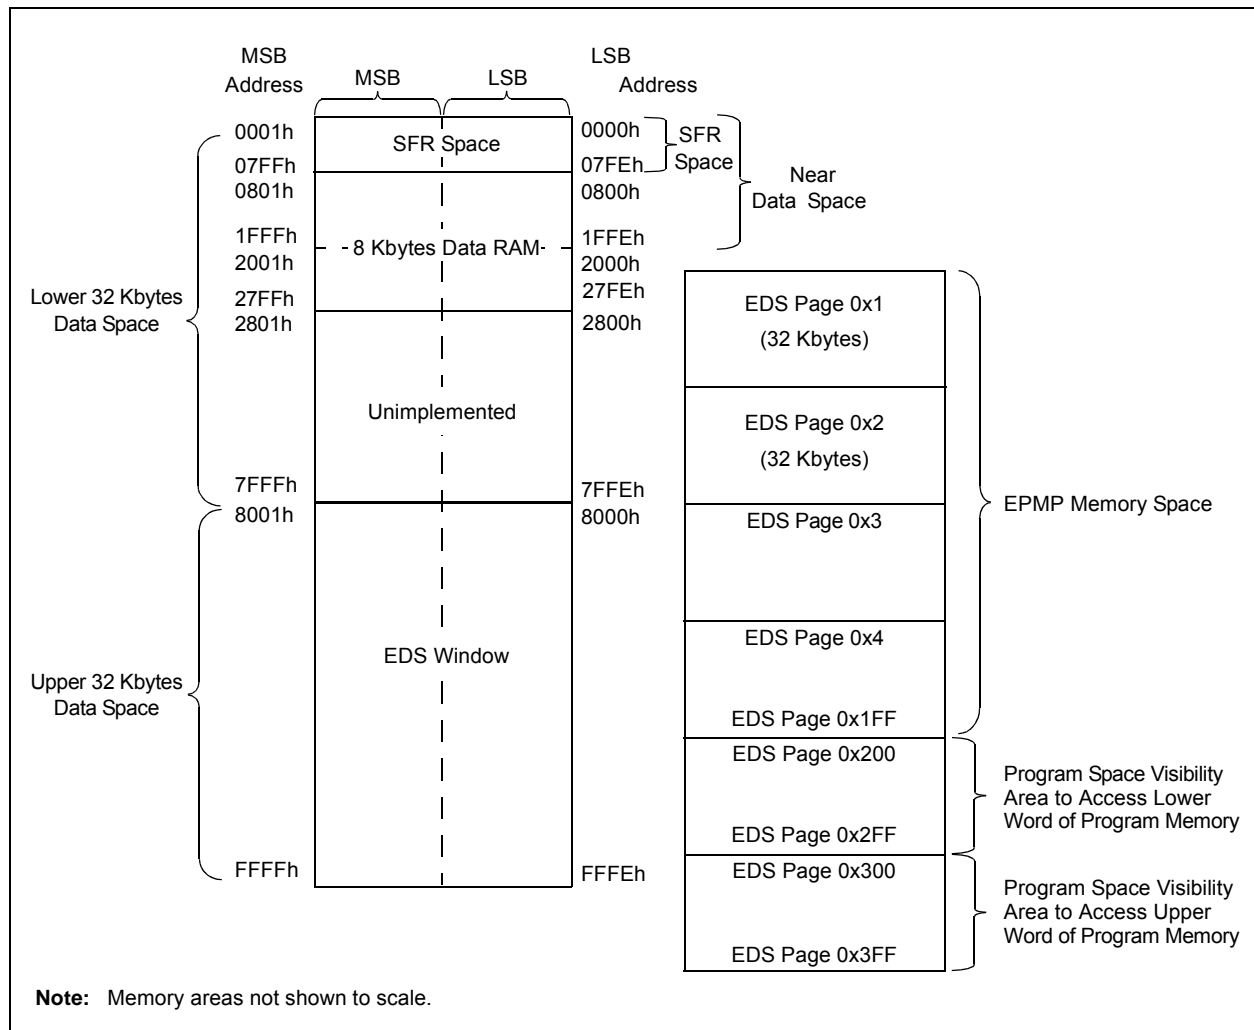 MSB
Address
MSB
LSB
LSB
Address
0001h
SFR Space
0000h
SFR
Space
07FFh
07FEh
0801h
0800h
Near
Data Space
1FFFh
8 Kbytes Data RAM
1FFEh
2001h
2000h
Lower 32 Kbytes
Data Space
27FFh
27FEh
2801h
2800h
Unimplemented
7FFFh
7FFEh
8001h
8000h
EDS Window
Upper 32 Kbytes
Data Space
FFFFh
FFFEh
EDS Page 0x1
(32 Kbytes)
EDS Page 0x2
(32 Kbytes)
EDS Page 0x3
EDS Page 0x4
EDS Page 0x1FF
EPMP Memory Space
EDS Page 0x200
EDS Page 0x2FF
Program Space Visibility
Area to Access Lower
Word of Program Memory
EDS Page 0x300
EDS Page 0x3FF
Program Space Visibility
Area to Access Upper
Word of Program Memory
Note: Memory areas not shown to scale.